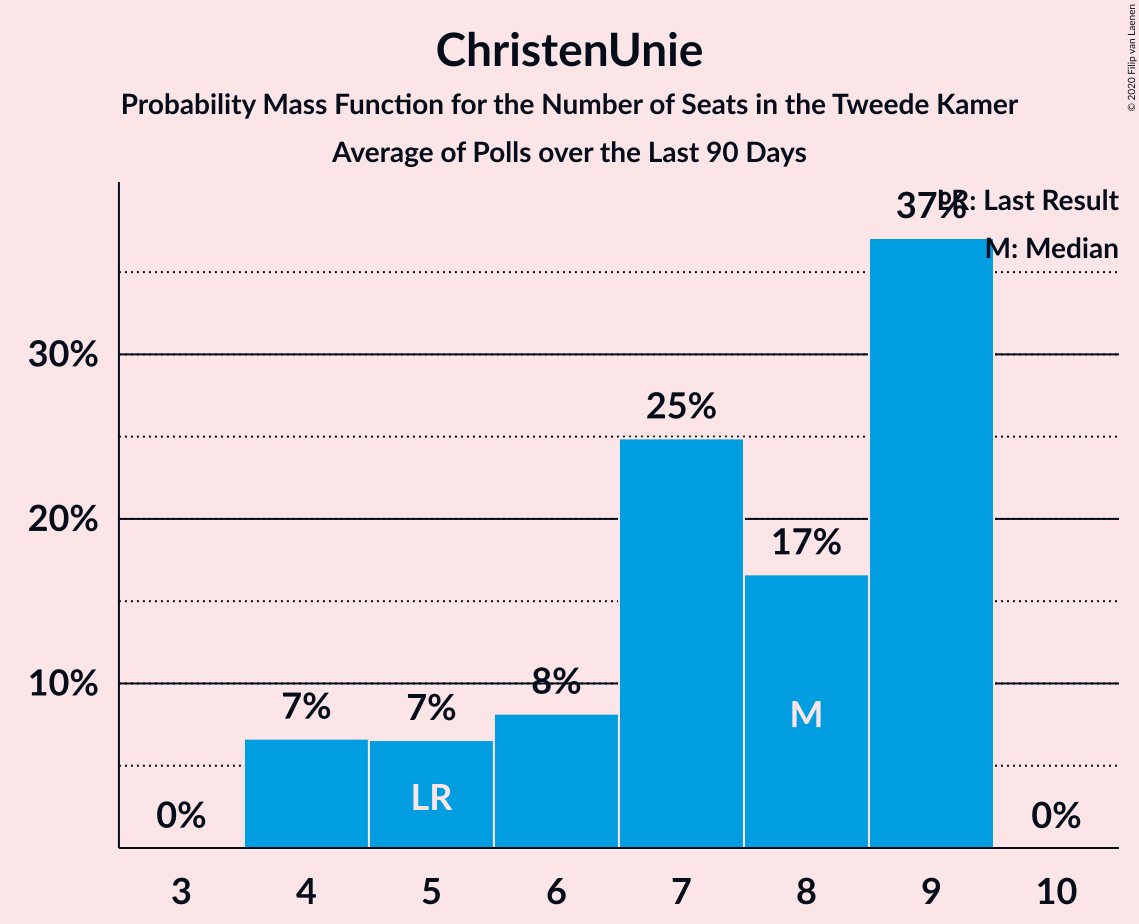 ChristenUnie
Probability Mass Function for the Number of Seats in the Tweede Kamer
Average of Polls over the Last 90 Days
© 2020 Filip van Laenen
LR: Last Result
M: Median
37%
30%
25%
20%
17%
10%
8%
7%
7%
M
LR
0%
0%
3 4 5 6 7 8 9 10